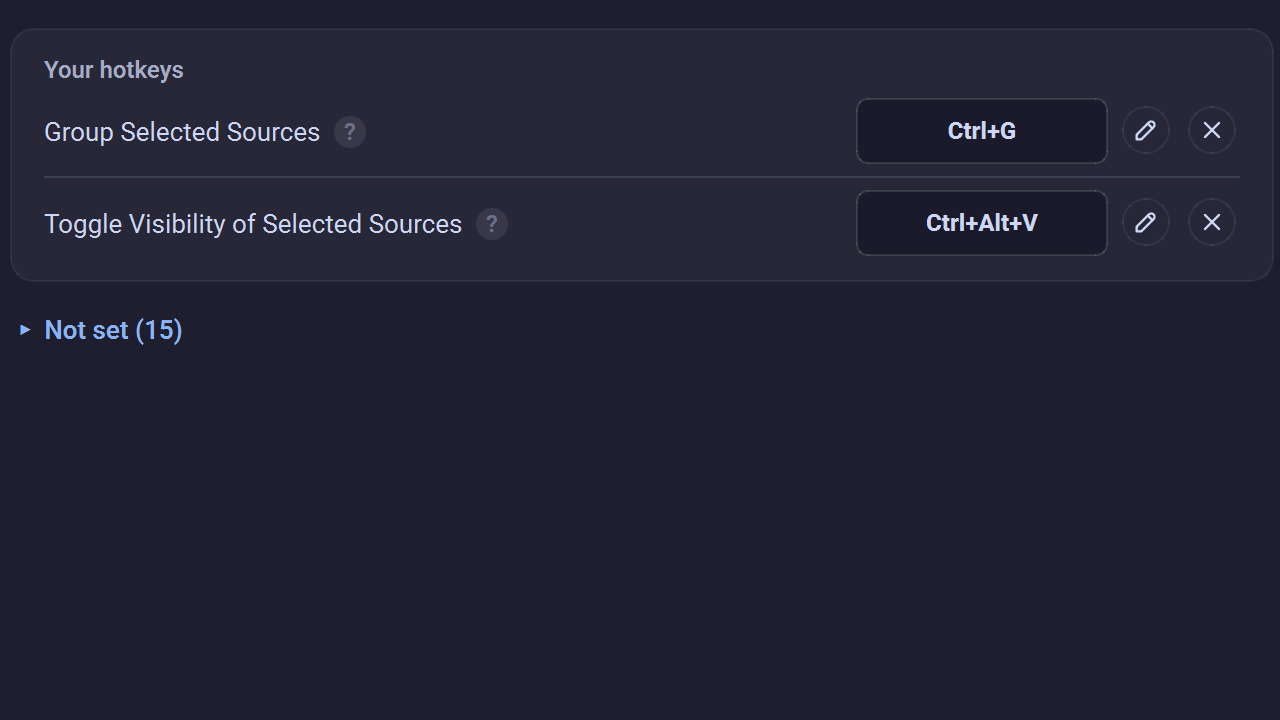 Your hotkeys
Group Selected Sources ? Ctrl+G
Toggle Visibility of Selected Sources ? Ctrl+Alt+V
Not set (15)